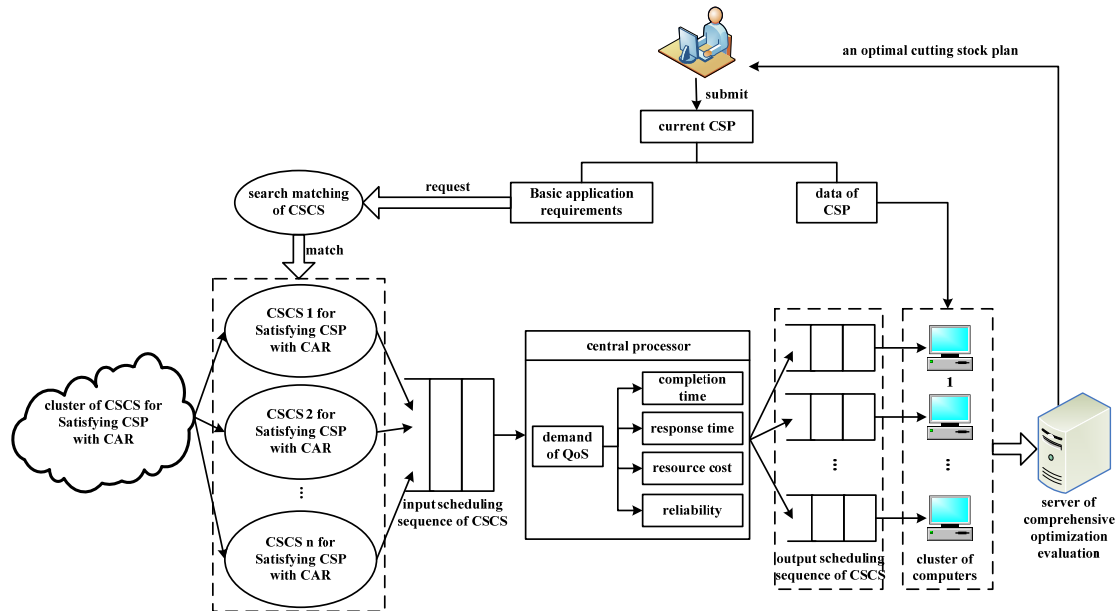 an optimal cutting stock plan
submit
current CSP
request
search matching
of CSCS
Basic application
requirements
data of
CSP
match
CSCS 1 for
Satisfying CSP
with CAR
cluster of CSCS for
Satisfying CSP
with CAR
CSCS 2 for
Satisfying CSP
with CAR
...
CSCS n for
Satisfying CSP
with CAR
input scheduling
sequence of CSCS
central processor
demand
of QoS
completion
time
response time
resource cost
reliability
...
output scheduling
sequence of CSCS
1
...
cluster of
computers
server of
comprehensive
optimization
evaluation